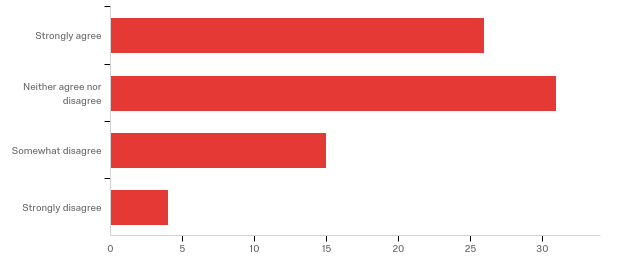 Strongly agree
Neither agree nor
disagree
Somewhat disagree
Strongly disagree
0 5 10 15 20 25 30